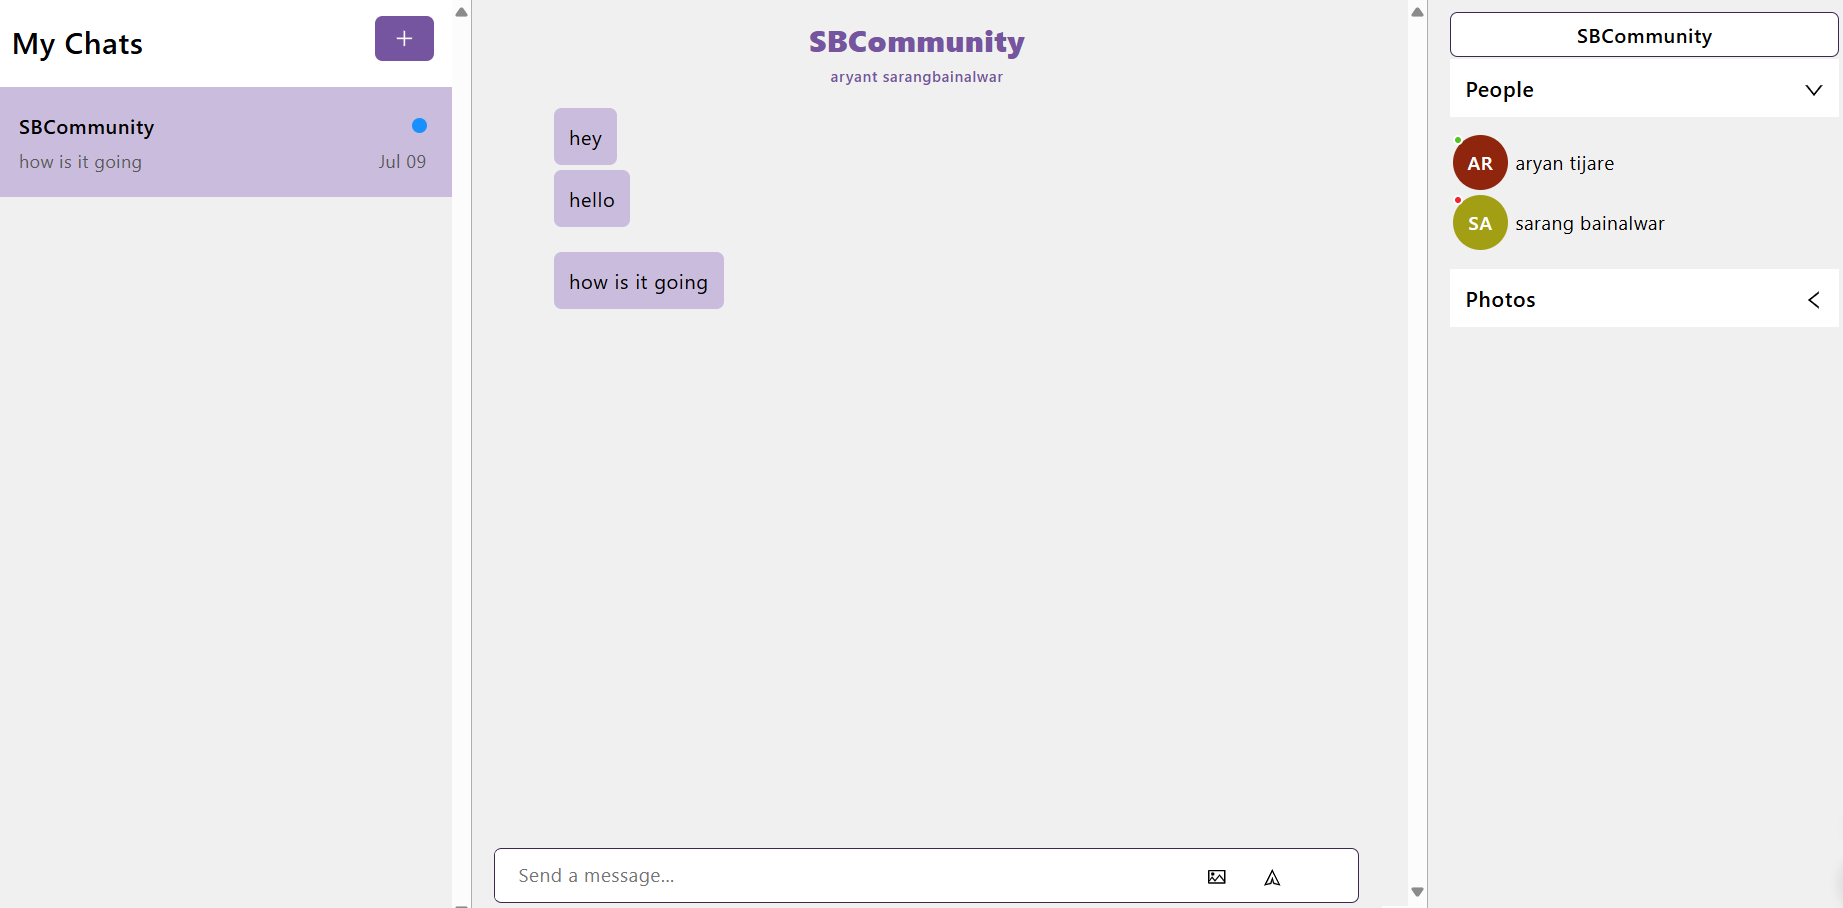 My Chats
+
SBCommunity
how is it going
Jul 09
SBCommunity
aryant sarangbainalwar
hey
hello
how is it going
Send a message...
SBCommunity
People
AR
aryan tijare
SA
sarang bainalwar
Photos